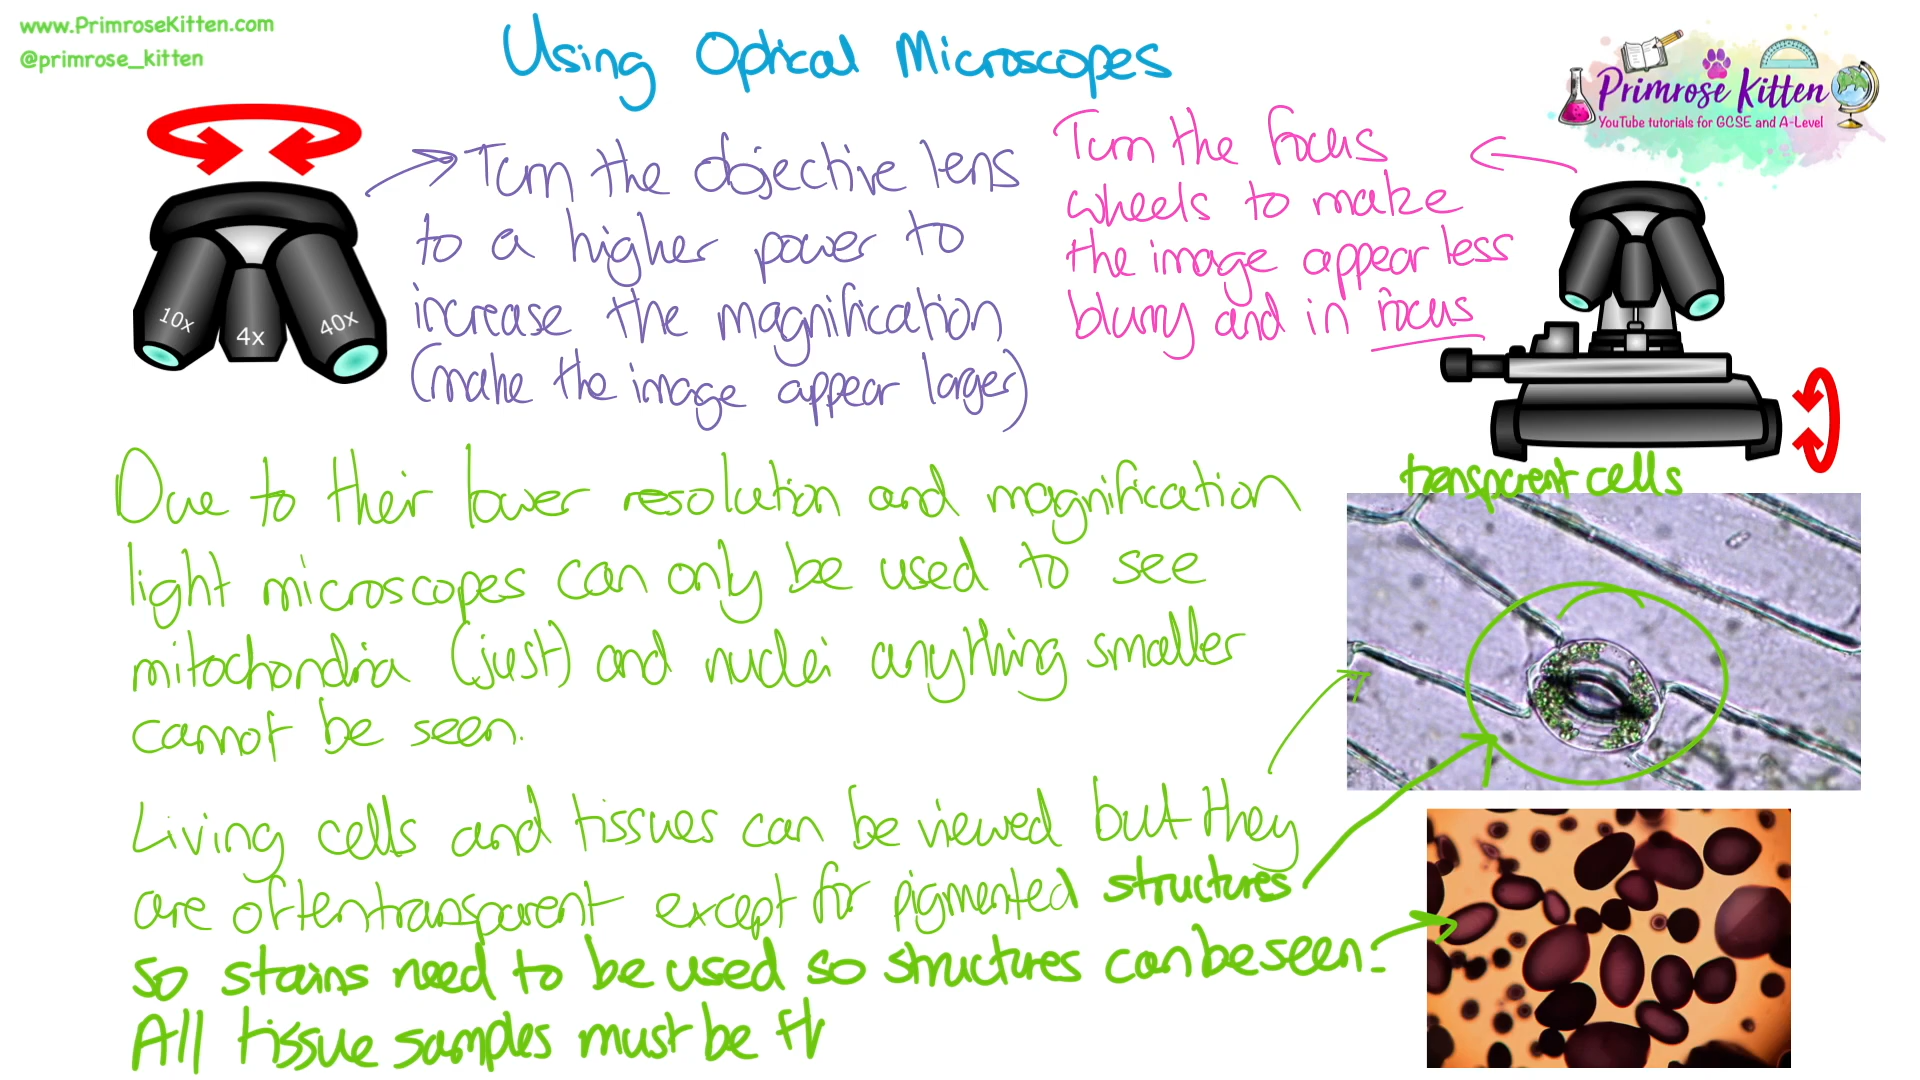 www.PrimroseKitten.com
@primrose_kitten
Using Optical Microscopes
Primrose Kitten
YouTube tutorials for GCSE and A-Level
Turn the objective lens
to a higher power to
increase the magnification
(make the image appear larger)
10x
4x
40x
Turn the focus
wheels to make
the image appear less
blurry and in focus
Due to their lower resolution and magnification
light microscopes can only be used to see
mitochondria (just) and nuclei anything smaller
cannot be seen.
transparent cells
Living cells and tissues can be viewed but they
are often transparent except for pigmented structures
so stains need to be used so structures can be seen.
All tissue samples must be th